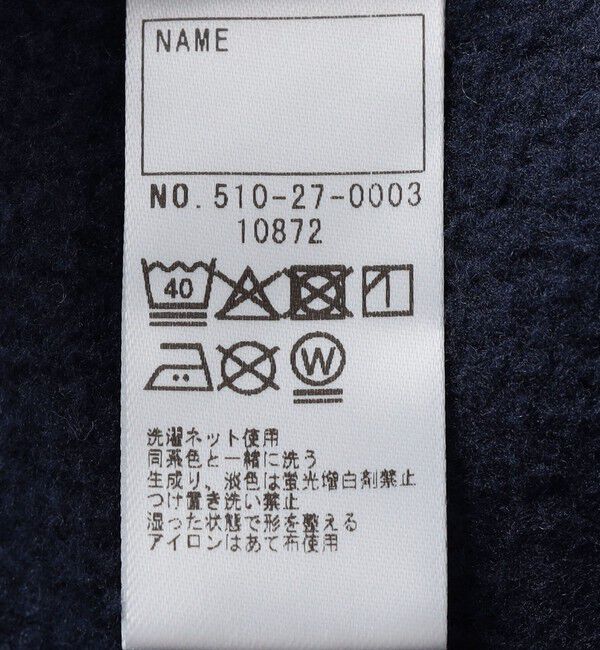 NAME
NO. 510-27-0003
10872
40
W
洗濯ネット使用
同系色と一緒に洗う
生成り、淡色は蛍光増白剤禁止
つけ置き洗い禁止
湿った状態で形を整える
アイロンはあて布使用